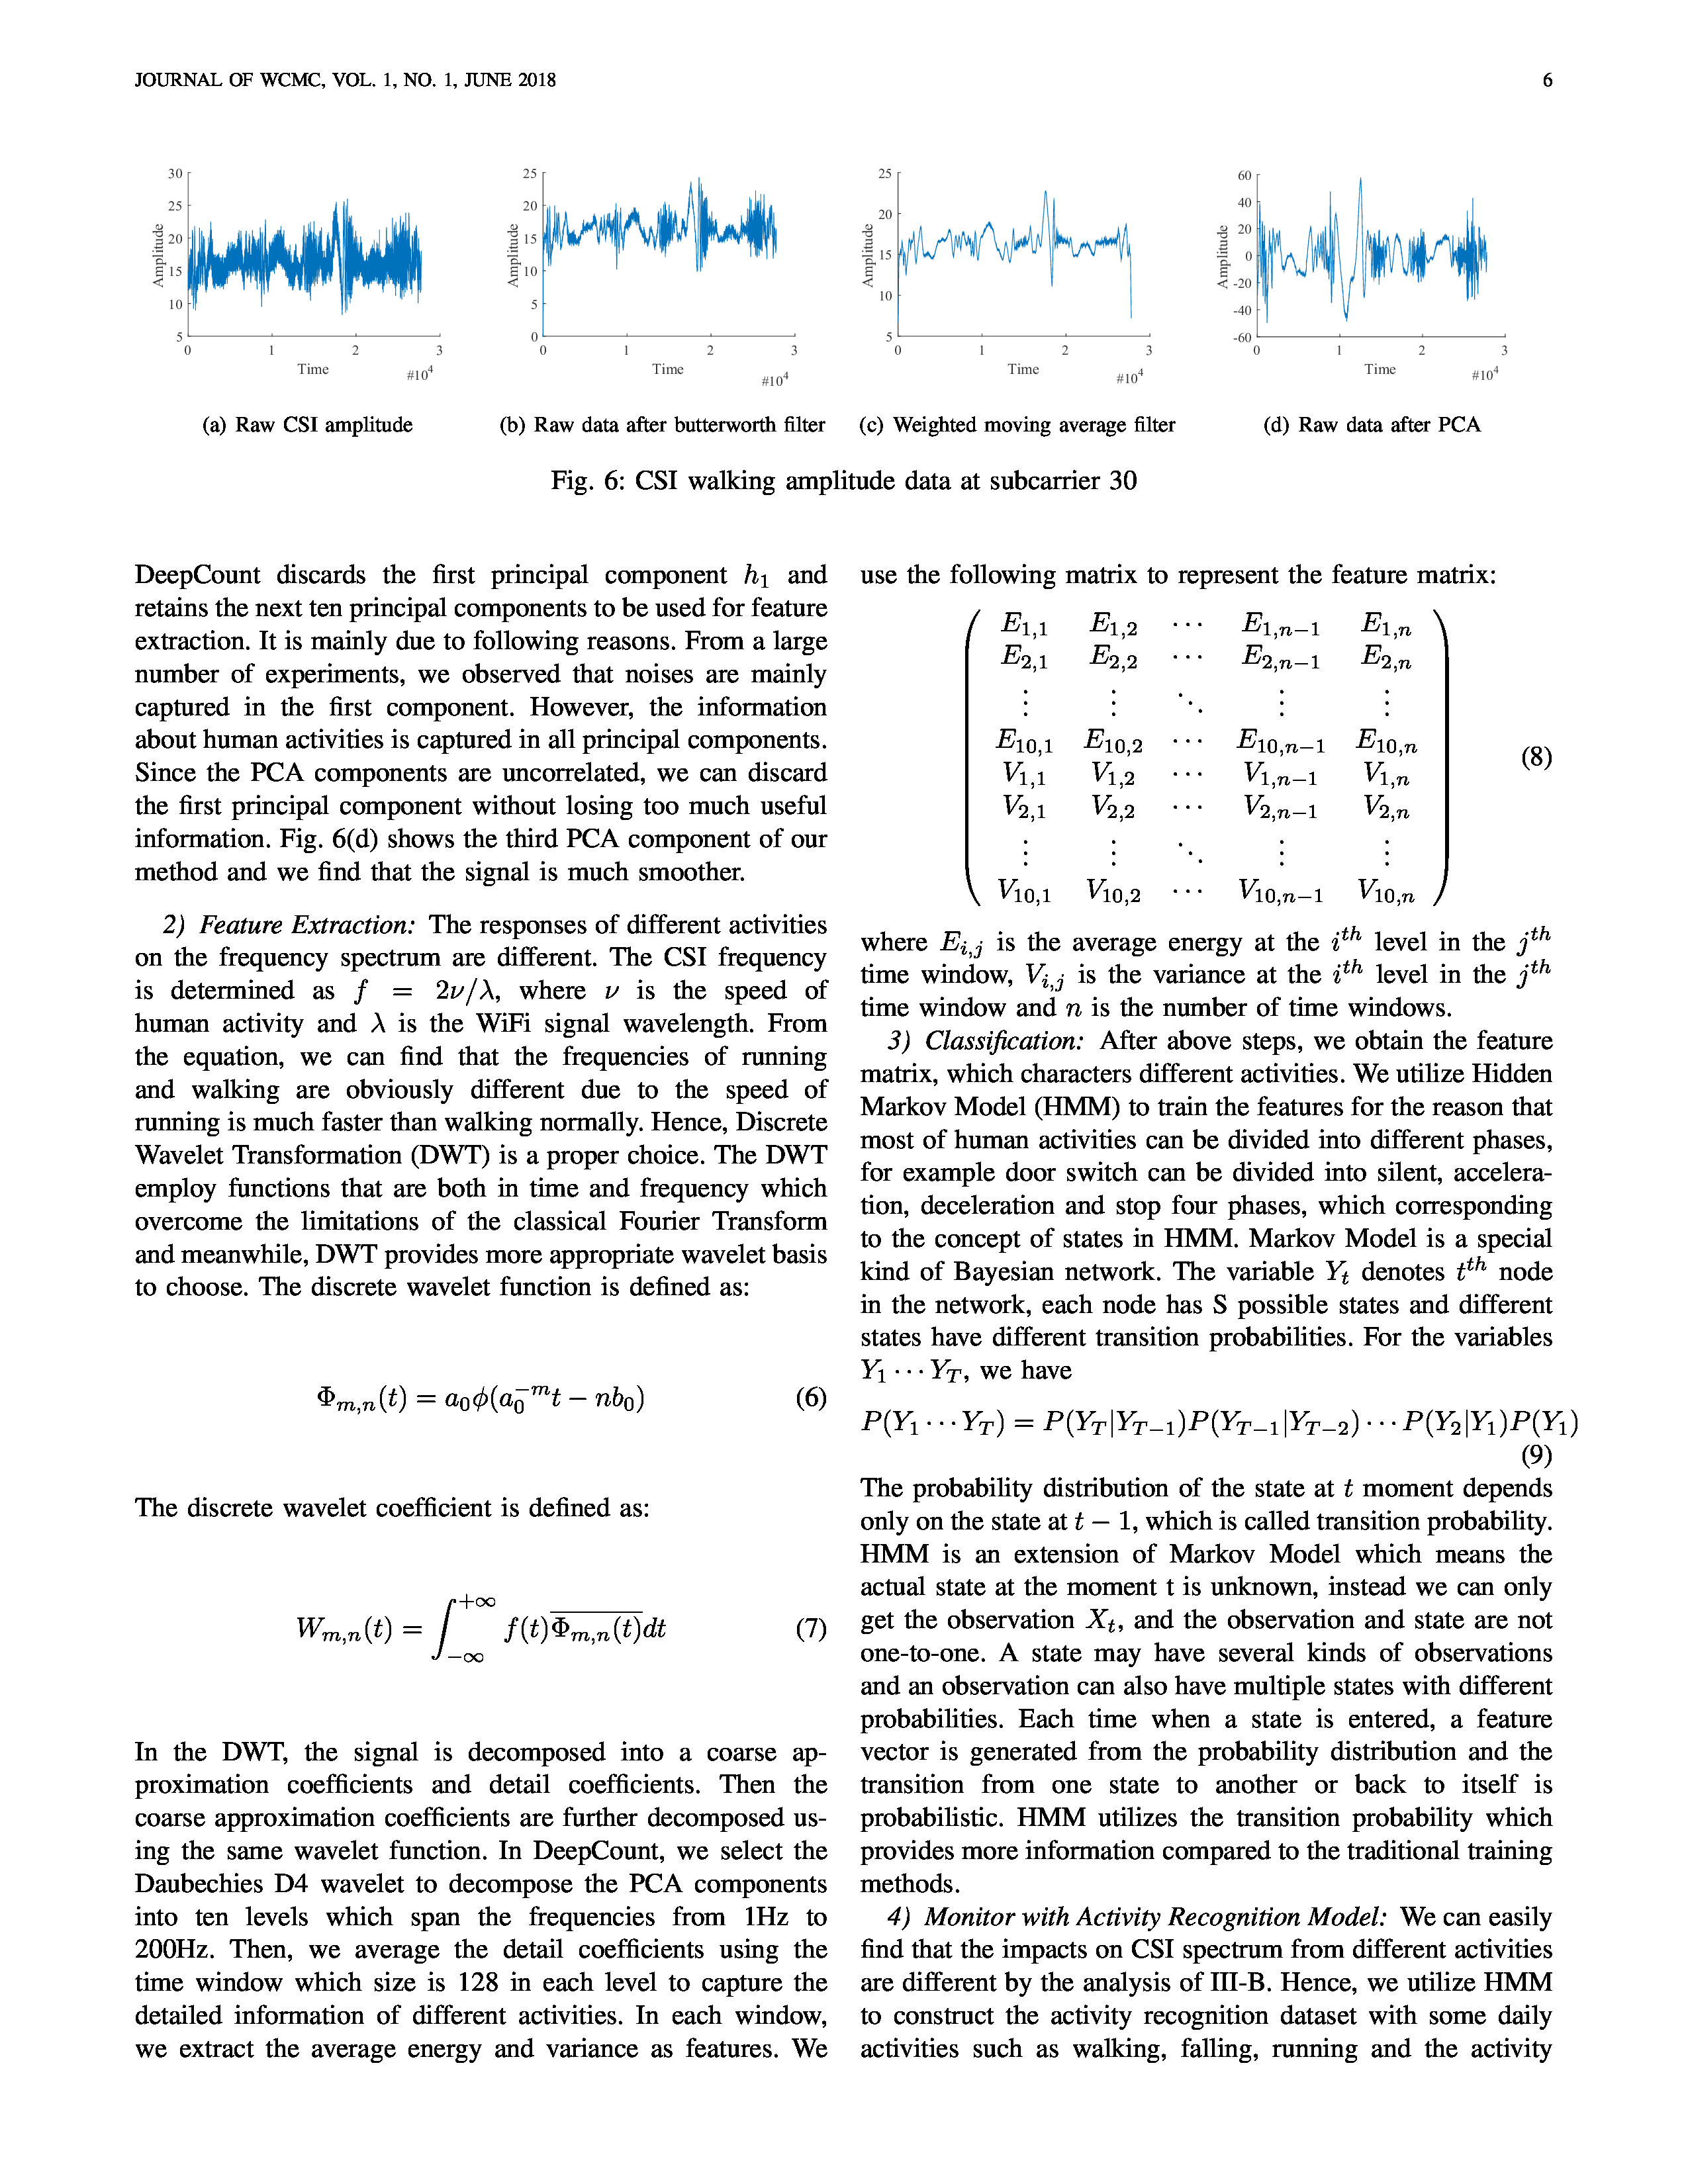 JOURNAL OF WCMC, VOL. 1, NO. 1, JUNE 2018
6
30
25
20
15
10
5
Amplitude
0 1 2 3
Time
#10^4
25
20
15
10
5
0
Amplitude
0 1 2 3
Time
#10^4
25
20
15
10
5
Amplitude
0 1 2 3
Time
#10^4
60
40
20
0
-20
-40
-60
Amplitude
0 1 2 3
Time
#10^4
(a) Raw CSI amplitude
(b) Raw data after butterworth filter
(c) Weighted moving average filter
(d) Raw data after PCA
Fig. 6: CSI walking amplitude data at subcarrier 30
DeepCount discards the first principal component h_1 and
retains the next ten principal components to be used for feature
extraction. It is mainly due to following reasons. From a large
number of experiments, we observed that noises are mainly
captured in the first component. However, the information
about human activities is captured in all principal components.
Since the PCA components are uncorrelated, we can discard
the first principal component without losing too much useful
information. Fig. 6(d) shows the third PCA component of our
method and we find that the signal is much smoother.
2) Feature Extraction: The responses of different activities
on the frequency spectrum are different. The CSI frequency
is determined as f = 2ν/λ, where ν is the speed of
human activity and λ is the WiFi signal wavelength. From
the equation, we can find that the frequencies of running
and walking are obviously different due to the speed of
running is much faster than walking normally. Hence, Discrete
Wavelet Transformation (DWT) is a proper choice. The DWT
employ functions that are both in time and frequency which
overcome the limitations of the classical Fourier Transform
and meanwhile, DWT provides more appropriate wavelet basis
to choose. The discrete wavelet function is defined as:
Φ_{m,n}(t) = a_0ϕ(a_0^{-m}t − nb_0) (6)
The discrete wavelet coefficient is defined as:
W_{m,n}(t) = ∫_{−∞}^{+∞} f(t)\overline{Φ_{m,n}(t)}dt (7)
In the DWT, the signal is decomposed into a coarse ap-
proximation coefficients and detail coefficients. Then the
coarse approximation coefficients are further decomposed us-
ing the same wavelet function. In DeepCount, we select the
Daubechies D4 wavelet to decompose the PCA components
into ten levels which span the frequencies from 1Hz to
200Hz. Then, we average the detail coefficients using the
time window which size is 128 in each level to capture the
detailed information of different activities. In each window,
we extract the average energy and variance as features. We
use the following matrix to represent the feature matrix:
E_{1,1} E_{1,2} ⋯ E_{1,n−1} E_{1,n}
E_{2,1} E_{2,2} ⋯ E_{2,n−1} E_{2,n}
⋮ ⋮ ⋱ ⋮ ⋮
E_{10,1} E_{10,2} ⋯ E_{10,n−1} E_{10,n}
V_{1,1} V_{1,2} ⋯ V_{1,n−1} V_{1,n}
V_{2,1} V_{2,2} ⋯ V_{2,n−1} V_{2,n}
⋮ ⋮ ⋱ ⋮ ⋮
V_{10,1} V_{10,2} ⋯ V_{10,n−1} V_{10,n}
(8)
where E_{i,j} is the average energy at the i^{th} level in the j^{th}
time window, V_{i,j} is the variance at the i^{th} level in the j^{th}
time window and n is the number of time windows.
3) Classification: After above steps, we obtain the feature
matrix, which characters different activities. We utilize Hidden
Markov Model (HMM) to train the features for the reason that
most of human activities can be divided into different phases,
for example door switch can be divided into silent, accelera-
tion, deceleration and stop four phases, which corresponding
to the concept of states in HMM. Markov Model is a special
kind of Bayesian network. The variable Y_t denotes t^{th} node
in the network, each node has S possible states and different
states have different transition probabilities. For the variables
Y_1 ⋯ Y_T, we have
P(Y_1 ⋯ Y_T) = P(Y_T|Y_{T−1})P(Y_{T−1}|Y_{T−2}) ⋯ P(Y_2|Y_1)P(Y_1)
(9)
The probability distribution of the state at t moment depends
only on the state at t − 1, which is called transition probability.
HMM is an extension of Markov Model which means the
actual state at the moment t is unknown, instead we can only
get the observation X_t, and the observation and state are not
one-to-one. A state may have several kinds of observations
and an observation can also have multiple states with different
probabilities. Each time when a state is entered, a feature
vector is generated from the probability distribution and the
transition from one state to another or back to itself is
probabilistic. HMM utilizes the transition probability which
provides more information compared to the traditional training
methods.
4) Monitor with Activity Recognition Model: We can easily
find that the impacts on CSI spectrum from different activities
are different by the analysis of III-B. Hence, we utilize HMM
to construct the activity recognition dataset with some daily
activities such as walking, falling, running and the activity